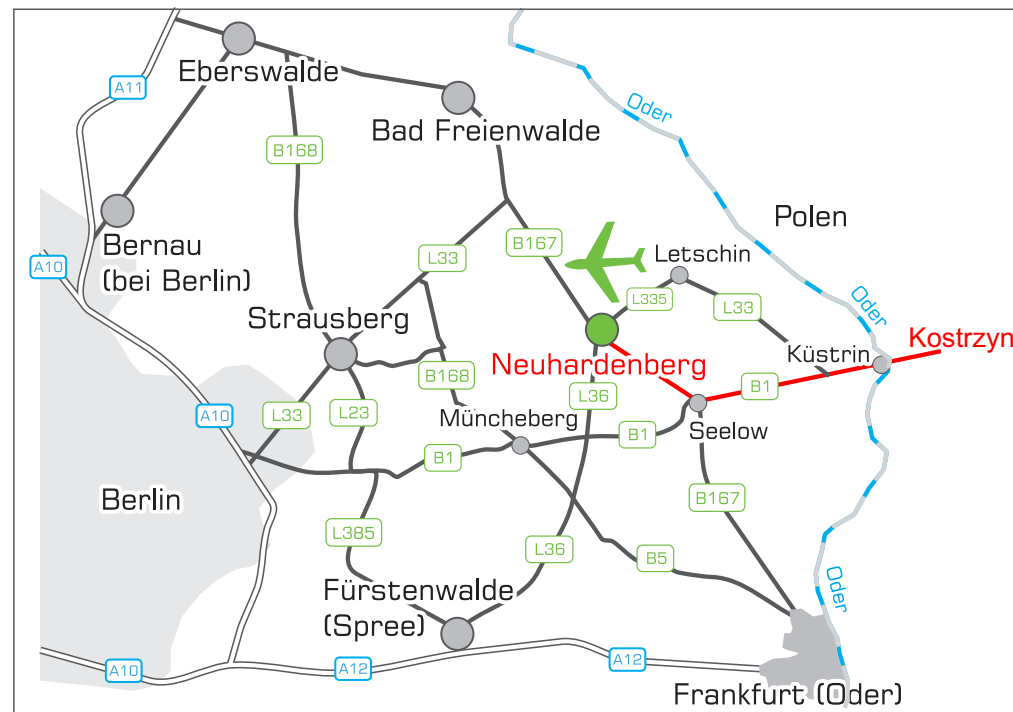 Eberswalde
A11
Oder
Bad Freienwalde
B168
Polen
Bernau
(bei Berlin)
B167
L33
Letschin
A10
L335
L33
Oder
Strausberg
Kostrzyn
Küstrin
Neuhardenberg
B168
B1
L36
A10
L33
L23
Müncheberg
B1
Seelow
B1
Berlin
B167
L385
L36
B5
Fürstenwalde
(Spree)
Oder
A10
A12
A12
Frankfurt (Oder)